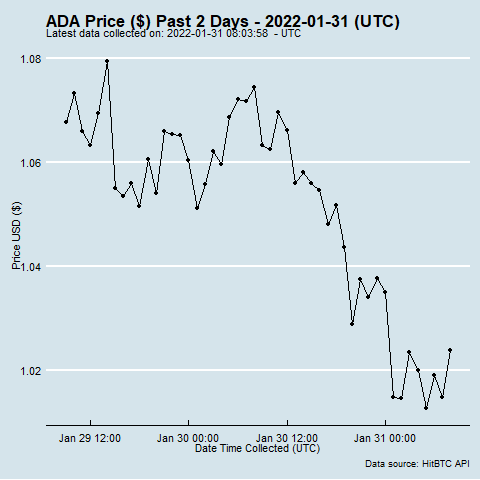 ADA Price ($) Past 2 Days - 2022-01-31 (UTC)
Latest data collected on: 2022-01-31 08:03:58 - UTC
1.08
1.06
1.04
1.02
Price USD ($)
Jan 29 12:00 Jan 30 00:00 Jan 30 12:00 Jan 31 00:00
Date Time Collected (UTC)
Data source: HitBTC API